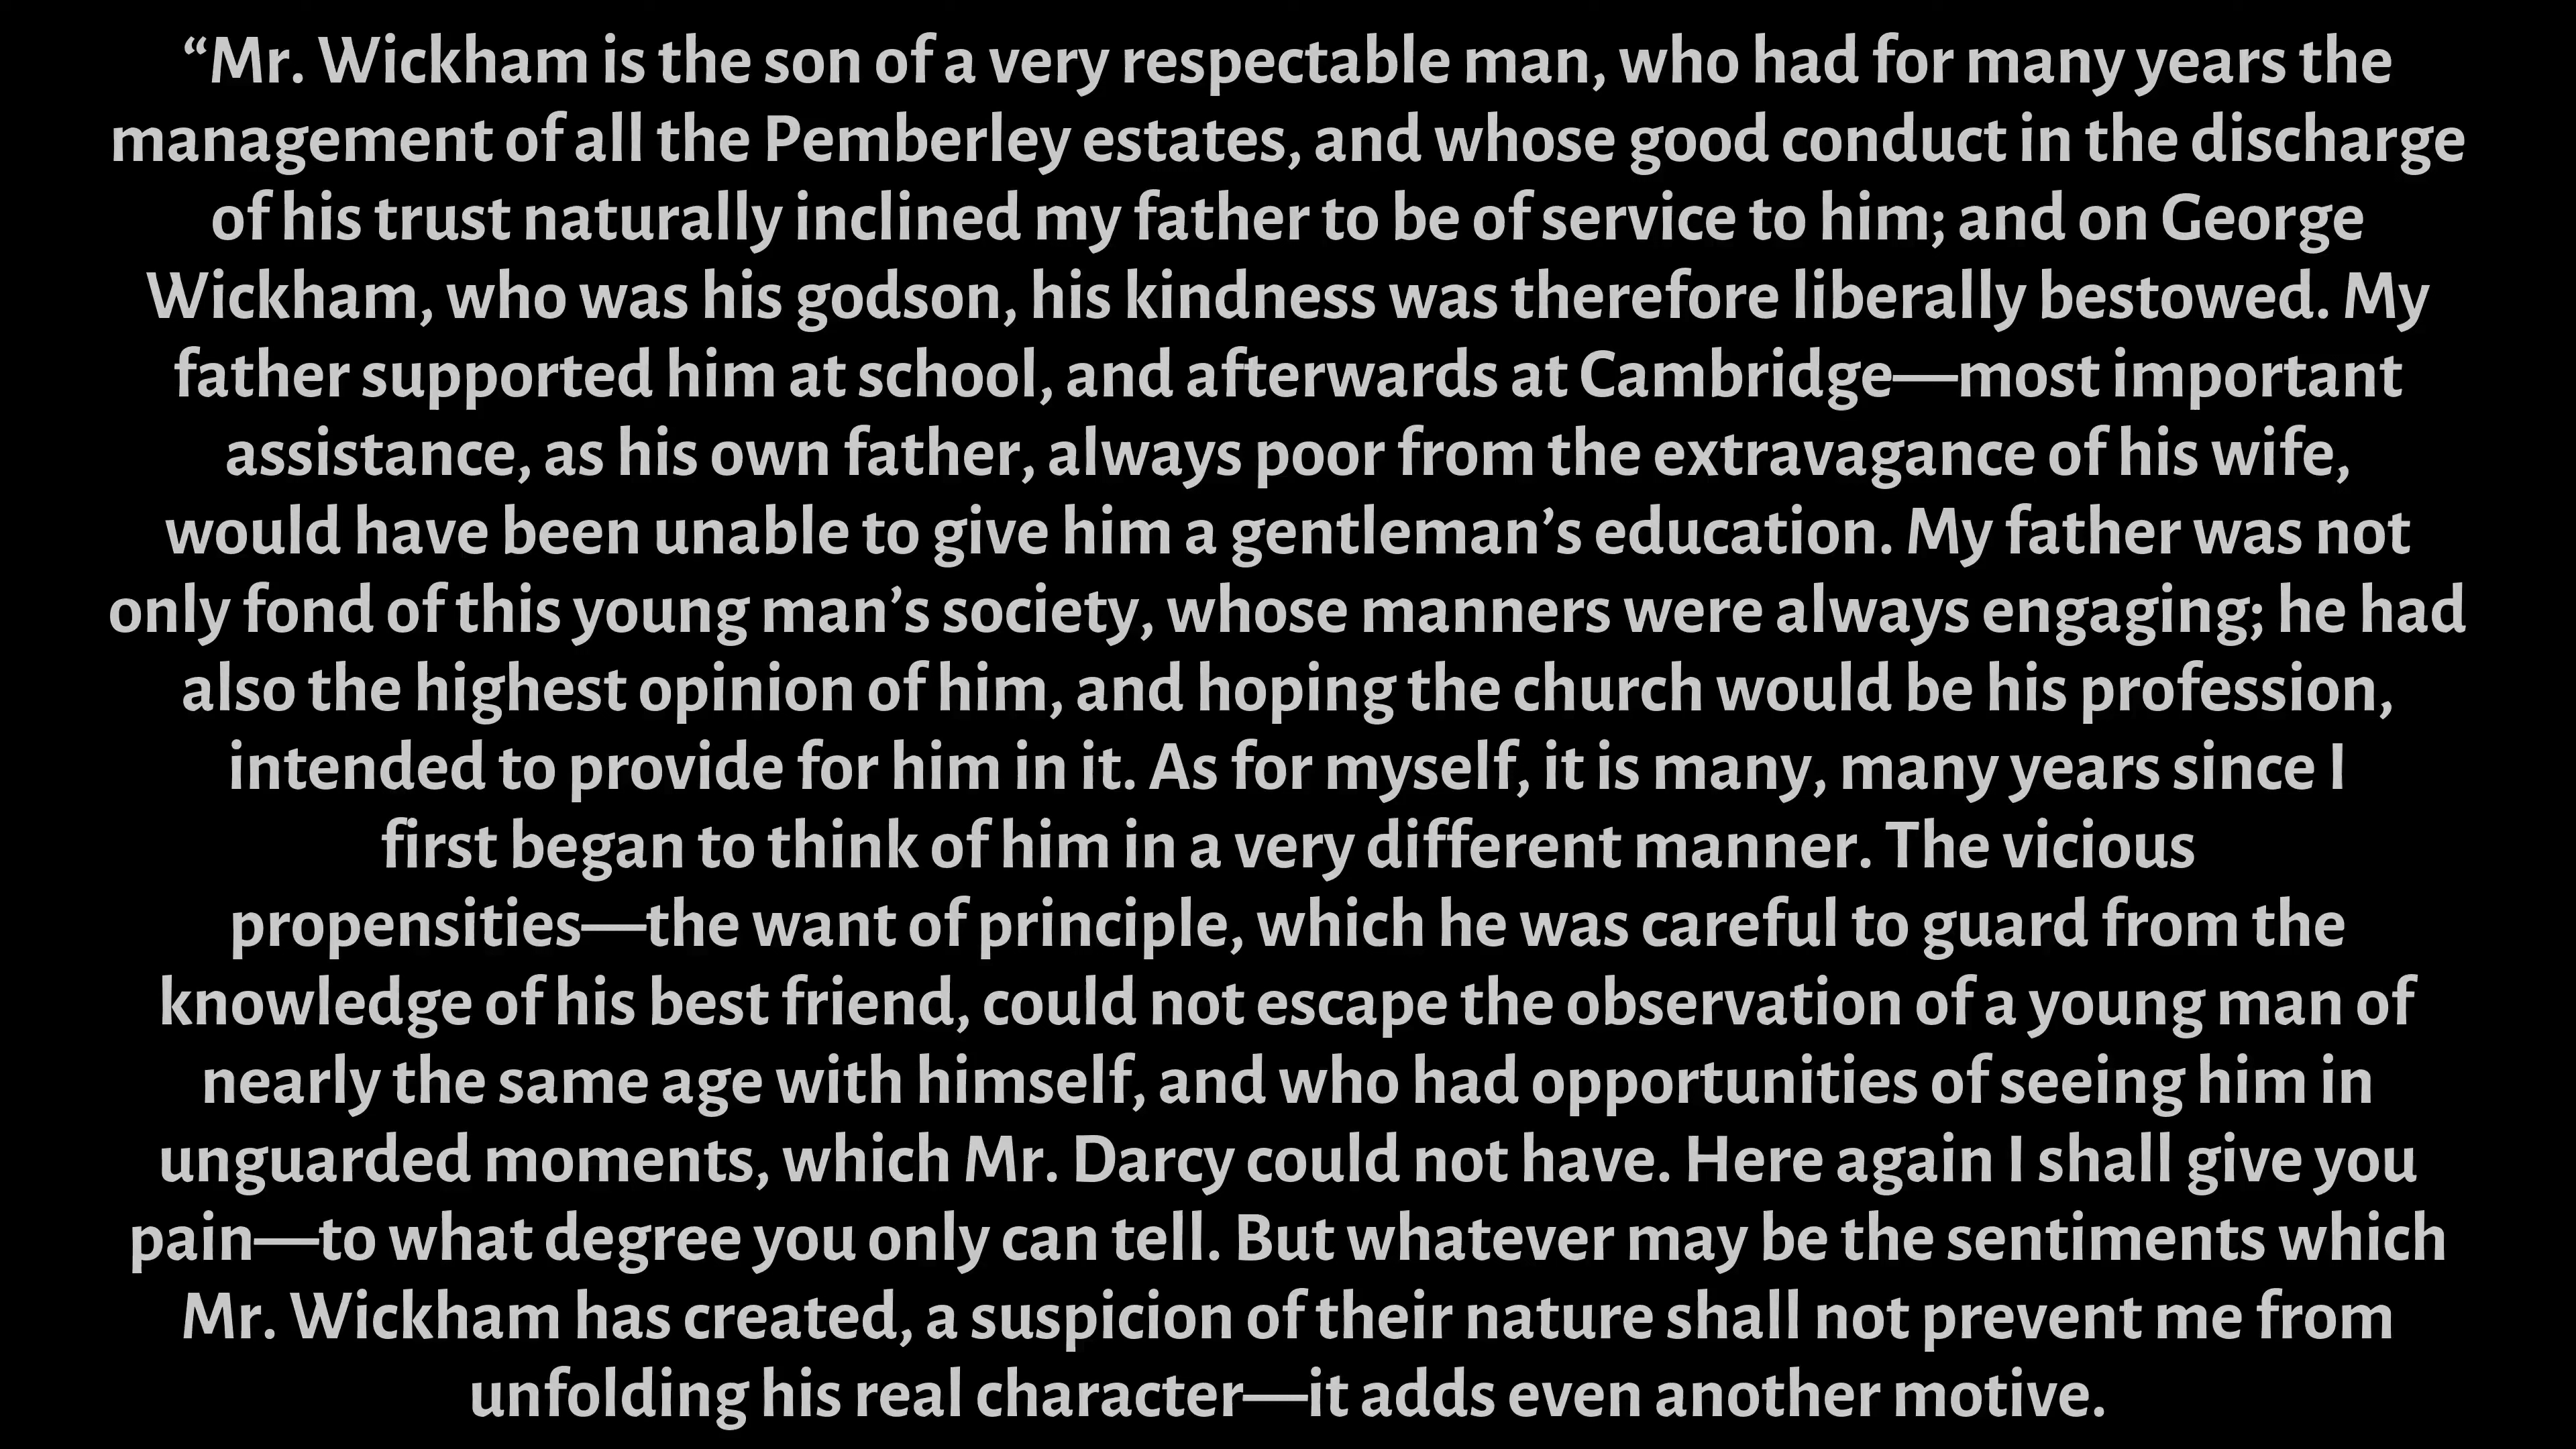 “Mr. Wickham is the son of a very respectable man, who had for many years the
management of all the Pemberley estates, and whose good conduct in the discharge
of his trust naturally inclined my father to be of service to him; and on George
Wickham, who was his godson, his kindness was therefore liberally bestowed. My
father supported him at school, and afterwards at Cambridge—most important
assistance, as his own father, always poor from the extravagance of his wife,
would have been unable to give him a gentleman’s education. My father was not
only fond of this young man’s society, whose manners were always engaging; he had
also the highest opinion of him, and hoping the church would be his profession,
intended to provide for him in it. As for myself, it is many, many years since I
first began to think of him in a very different manner. The vicious
propensities—the want of principle, which he was careful to guard from the
knowledge of his best friend, could not escape the observation of a young man of
nearly the same age with himself, and who had opportunities of seeing him in
unguarded moments, which Mr. Darcy could not have. Here again I shall give you
pain—to what degree you only can tell. But whatever may be the sentiments which
Mr. Wickham has created, a suspicion of their nature shall not prevent me from
unfolding his real character—it adds even another motive.